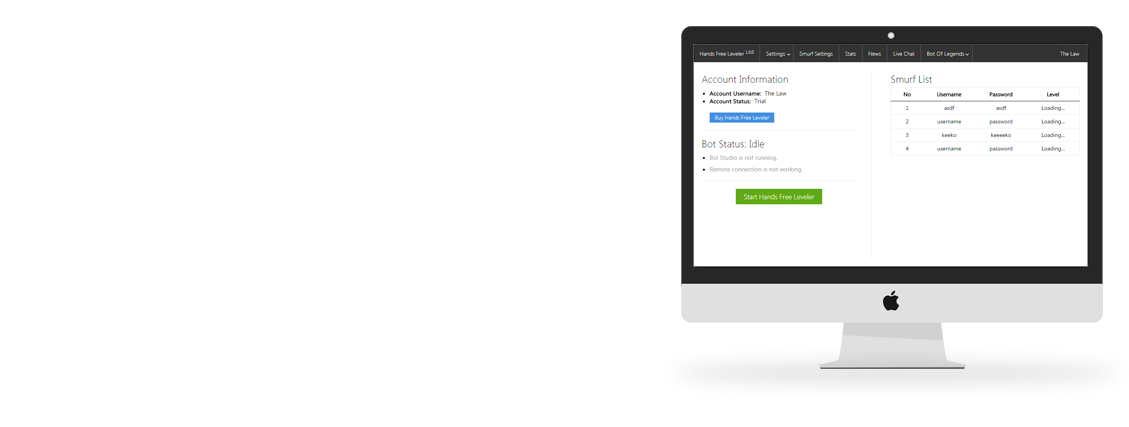 Hands Free Leveler 1.0.0 Settings Smurf Settings Stats News Live Chat Bot Of Legends The Law
Account Information
Account Username: The Law
Account Status: Trial
Buy Hands Free Leveler
Bot Status: Idle
Bol Studio is not running.
Remote connection is not working.
Start Hands Free Leveler
Smurf List
No Username Password Level
1 asdf asdf Loading...
2 username password Loading...
3 keeko keeeeko Loading...
4 username password Loading...